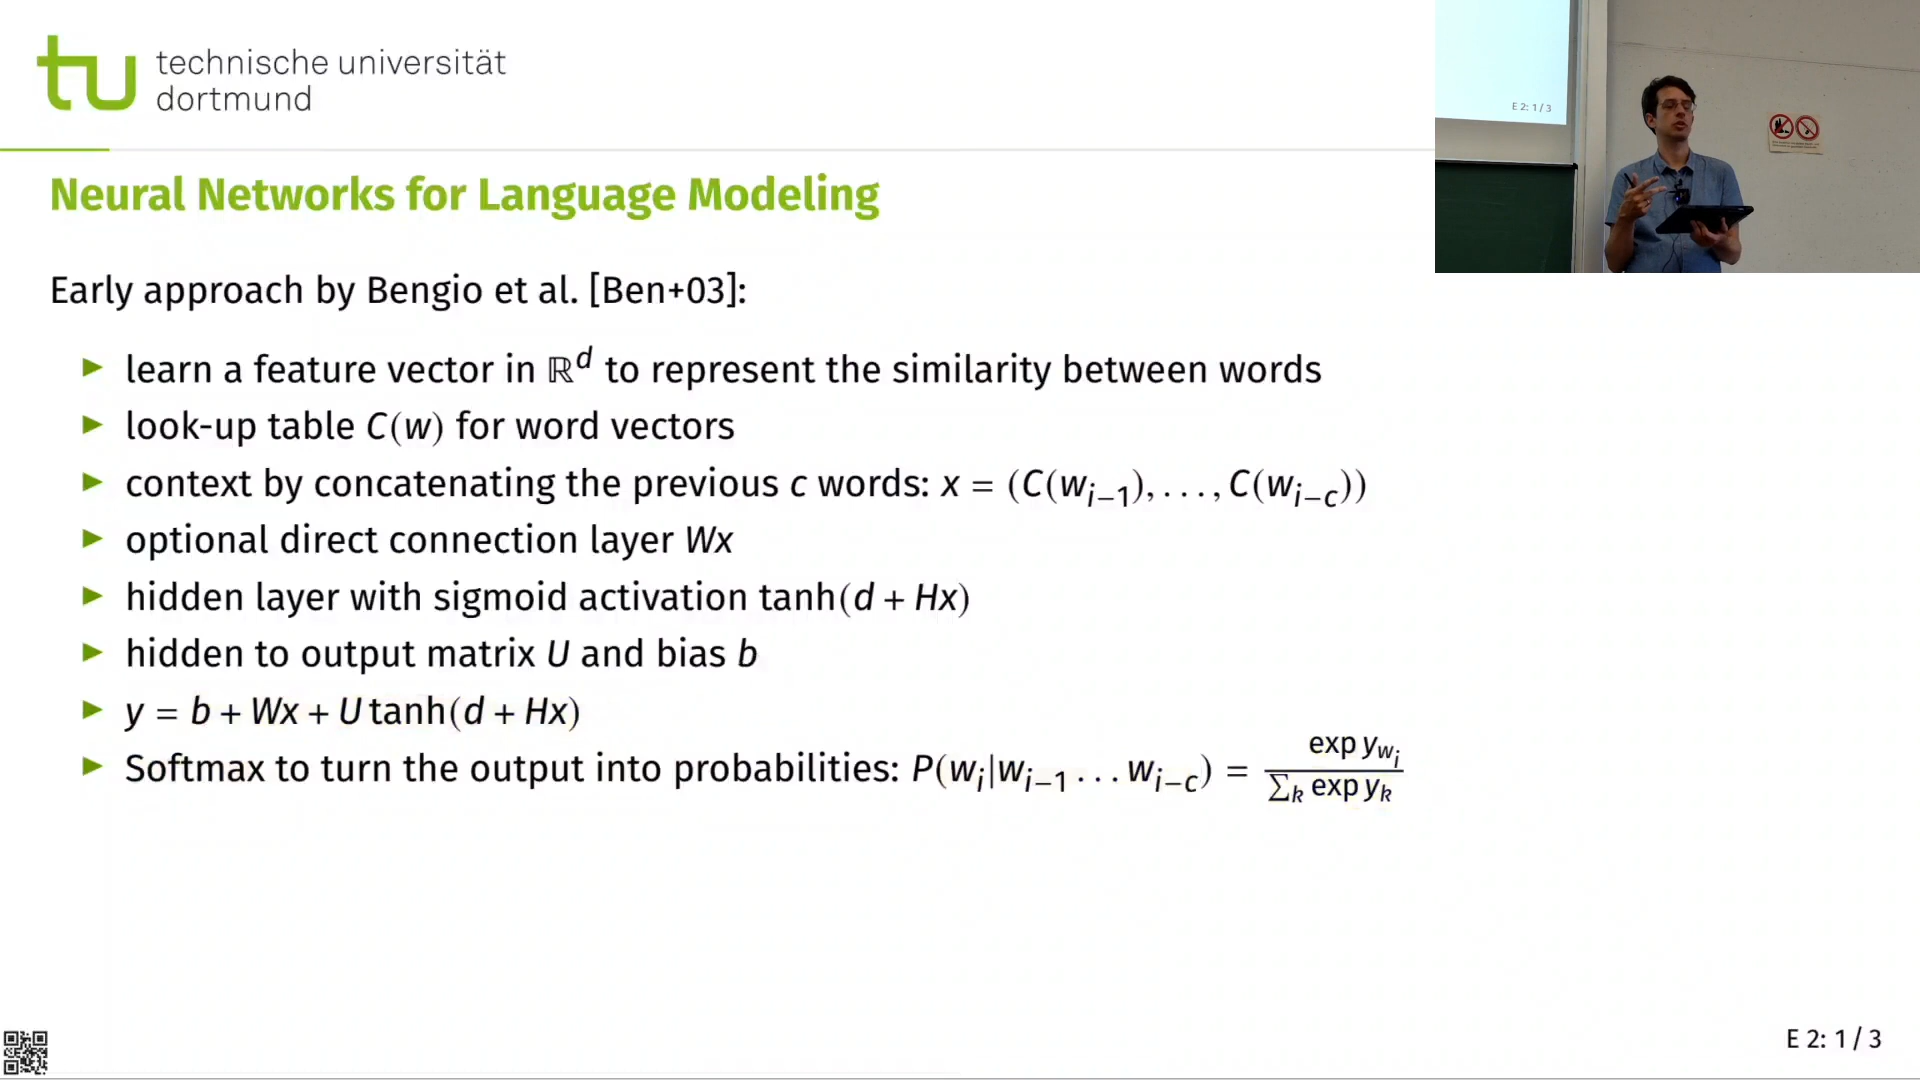 technische universität
dortmund
E 2: 1 / 3
Neural Networks for Language Modeling
Early approach by Bengio et al. [Ben+03]:
learn a feature vector in ℝ^d to represent the similarity between words
look-up table C(w) for word vectors
context by concatenating the previous c words: x = (C(w_{i−1}), . . . , C(w_{i−c}))
optional direct connection layer Wx
hidden layer with sigmoid activation tanh(d + Hx)
hidden to output matrix U and bias b
y = b + Wx + U tanh(d + Hx)
Softmax to turn the output into probabilities: P(w_i|w_{i−1} . . . w_{i−c}) = exp y_{w_i} / ∑_k exp y_k
E 2: 1 / 3